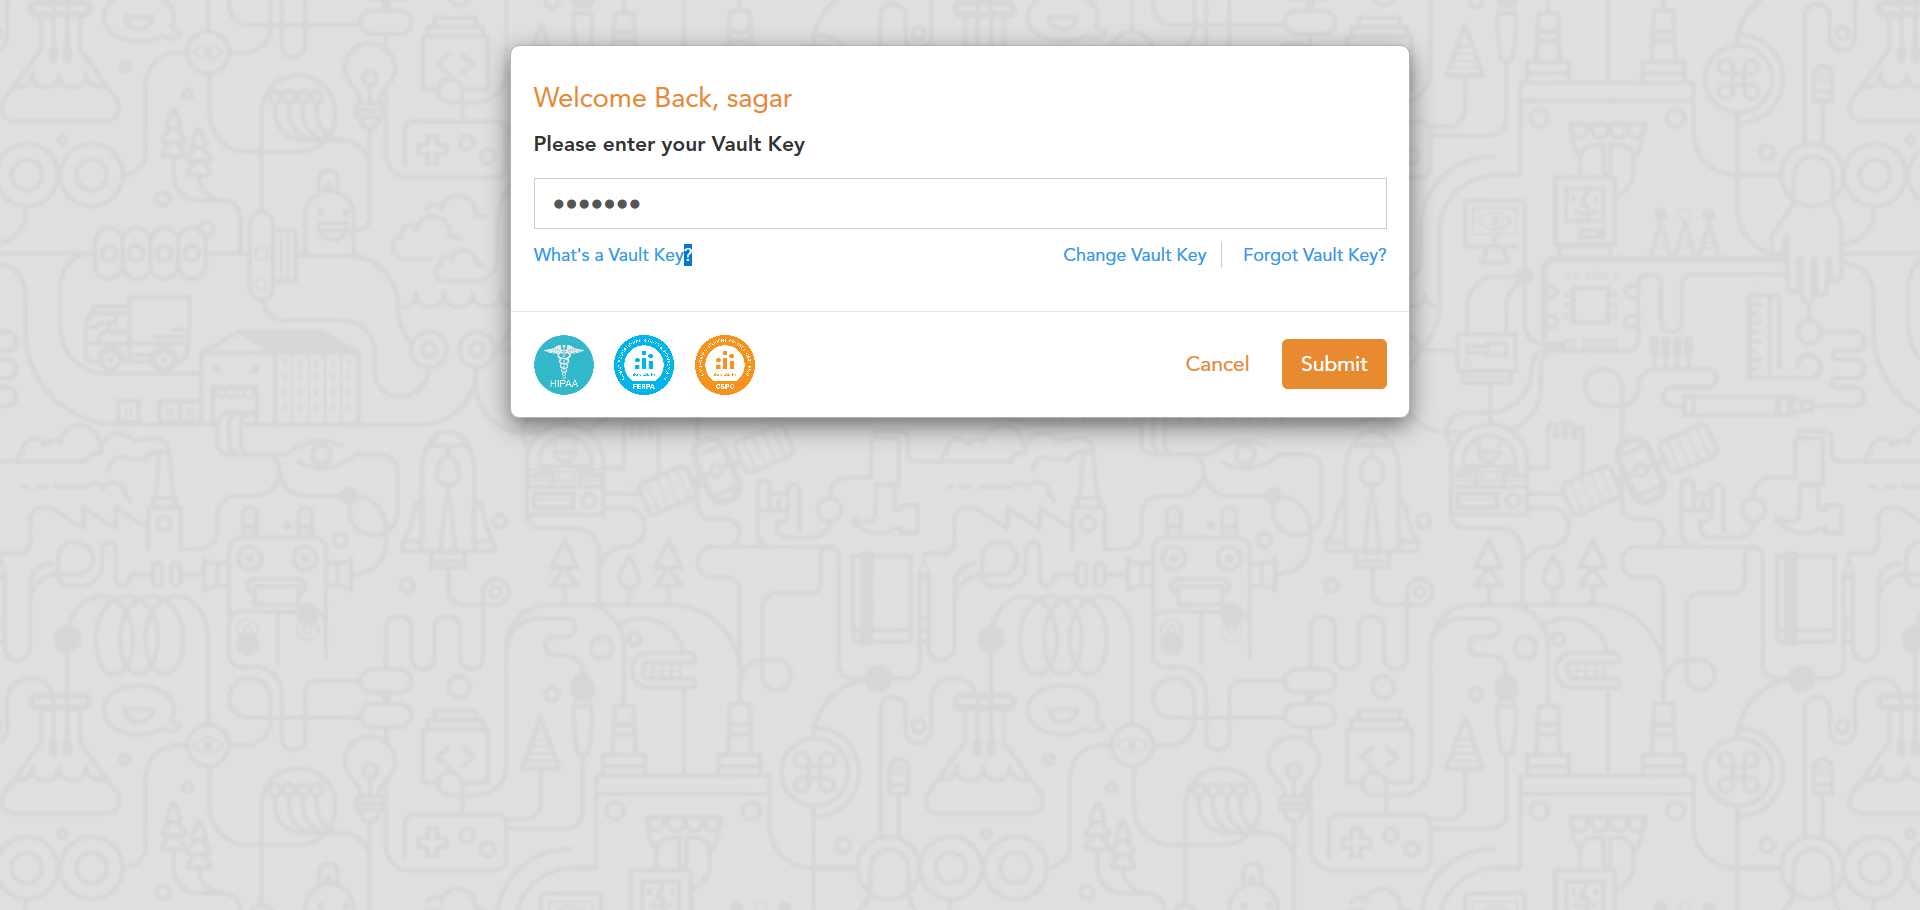 Welcome Back, sagar
Please enter your Vault Key
•••••••
What's a Vault Key?
Change Vault Key
Forgot Vault Key?
HIPAA
FERPA
CSPC
Cancel
Submit